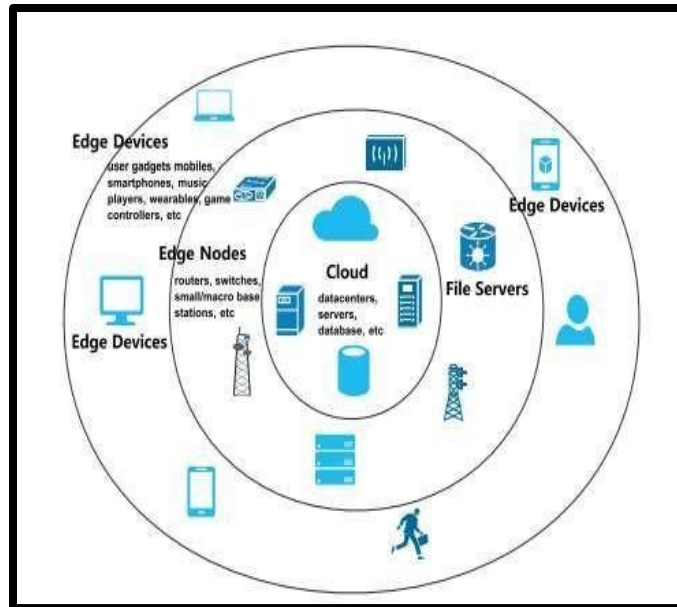 Edge Devices
user gadgets mobiles,
smartphones, music
players, wearables, game
controllers, etc
Edge Devices
Edge Nodes
routers, switches,
small/macro base
stations, etc
Cloud
datacenters,
servers,
database, etc
File Servers
Edge Devices